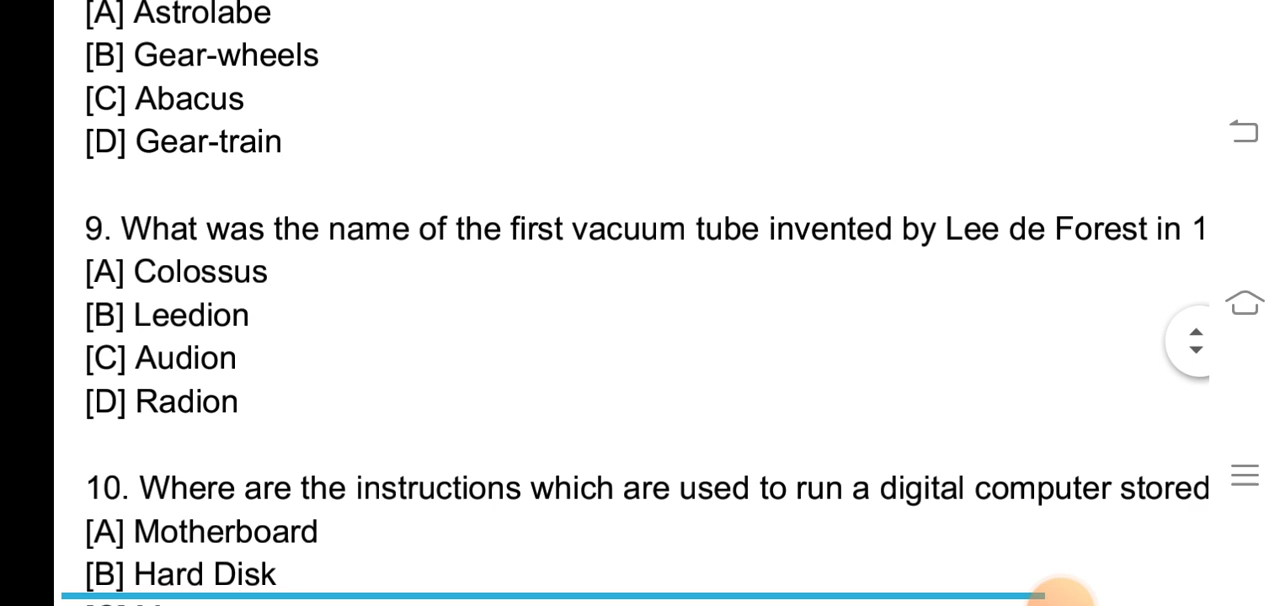 [A] Astrolabe
[B] Gear-wheels
[C] Abacus
[D] Gear-train
9. What was the name of the first vacuum tube invented by Lee de Forest in 1
[A] Colossus
[B] Leedion
[C] Audion
[D] Radion
10. Where are the instructions which are used to run a digital computer stored
[A] Motherboard
[B] Hard Disk